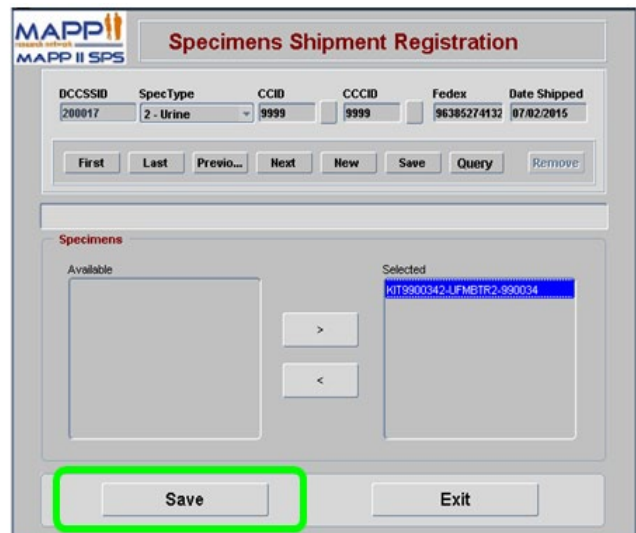 MAPP II
research network
MAPP II SPS
Specimens Shipment Registration
DCCSSID SpecType CCID CCCID Fedex Date Shipped
200017 2 - Urine 9999 9999 96385274132 07/02/2015
First Last Previo... Next New Save Query Remove
Specimens
Available Selected
KIT9900342-UFMBTR2-990034
> 
<
Save Exit